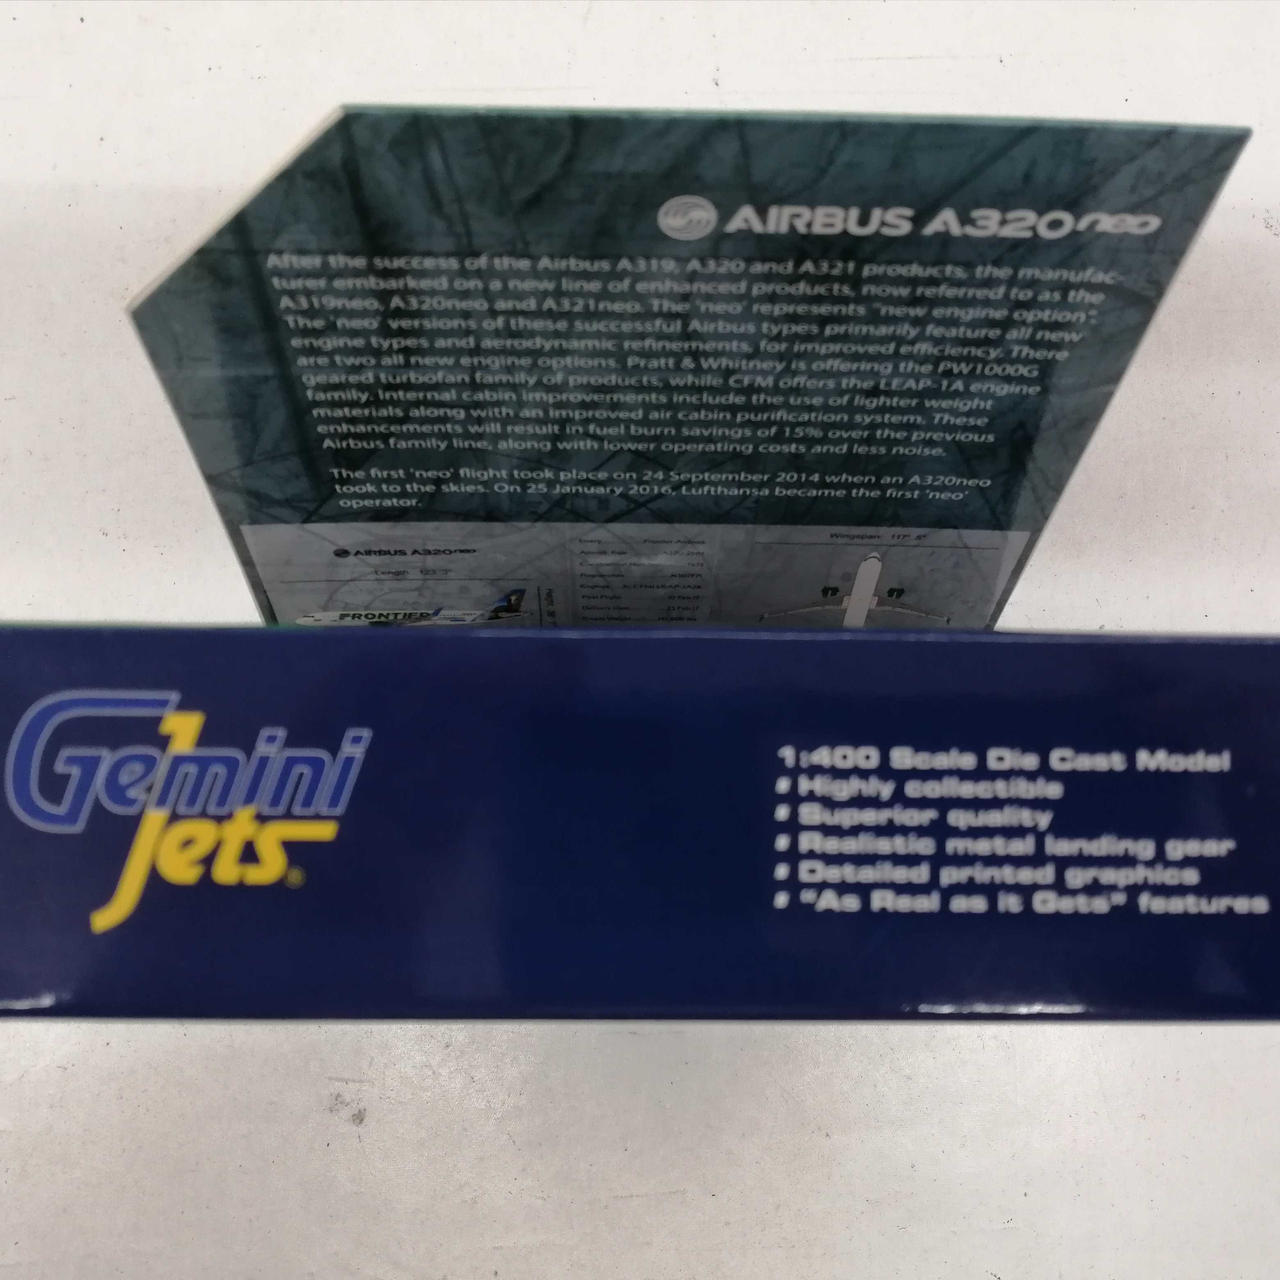 AIRBUS A320neo
After the success of the Airbus A319, A320 and A321 products, the manufac-
turer embarked on a new line of enhanced products, now referred to as the
A319neo, A320neo and A321neo. The 'neo' represents "new engine option".
The 'neo' versions of these successful Airbus types primarily feature all new
engine types and aerodynamic refinements, for improved efficiency. There
are two all new engine options. Pratt & Whitney is offering the PW1000G
geared turbofan family of products, while CFM offers the LEAP-1A engine
family. Internal cabin improvements include the use of lighter weight
materials along with an improved air cabin purification system. These
enhancements will result in fuel burn savings of 15% over the previous
Airbus family line, along with lower operating costs and less noise.
The first 'neo' flight took place on 24 September 2014 when an A320neo
took to the skies. On 25 January 2016, Lufthansa became the first 'neo'
operator.
AIRBUS A320neo
Length: 123' 3"
FRONTIER
Wingspan: 117' 5"
Gemini
Jets®
1:400 Scale Die Cast Model
Highly collectible
Superior quality
Realistic metal landing gear
Detailed printed graphics
"As Real as it Gets" features